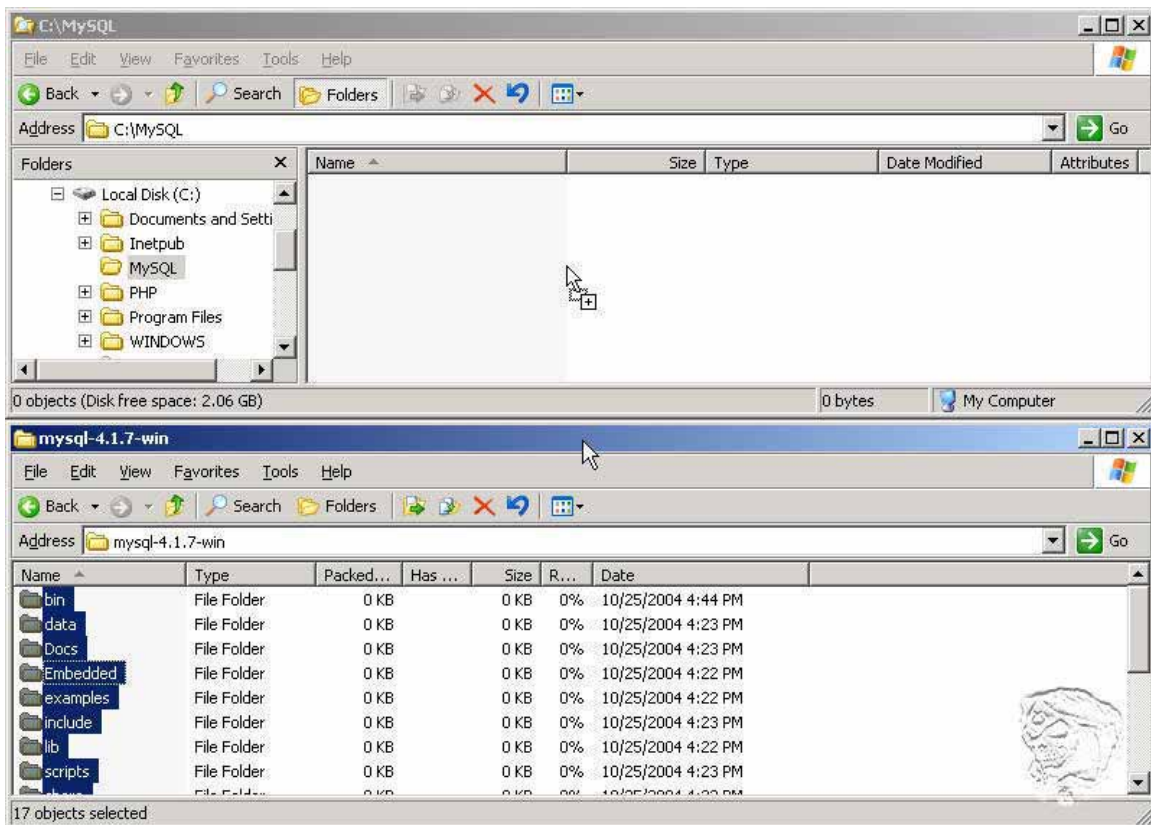 C:\MySQL
File Edit View Favorites Tools Help
Back Search Folders
Address C:\MySQL Go
Folders x Name Size Type Date Modified Attributes
Local Disk (C:)
Documents and Setti
Inetpub
MySQL
PHP
Program Files
WINDOWS
0 objects (Disk free space: 2.06 GB) 0 bytes My Computer
mysql-4.1.7-win
File Edit View Favorites Tools Help
Back Search Folders
Address mysql-4.1.7-win Go
Name Type Packed... Has ... Size R... Date
bin File Folder 0 KB 0 KB 0% 10/25/2004 4:44 PM
data File Folder 0 KB 0 KB 0% 10/25/2004 4:23 PM
Docs File Folder 0 KB 0 KB 0% 10/25/2004 4:23 PM
Embedded File Folder 0 KB 0 KB 0% 10/25/2004 4:22 PM
examples File Folder 0 KB 0 KB 0% 10/25/2004 4:22 PM
include File Folder 0 KB 0 KB 0% 10/25/2004 4:23 PM
lib File Folder 0 KB 0 KB 0% 10/25/2004 4:22 PM
scripts File Folder 0 KB 0 KB 0% 10/25/2004 4:23 PM
17 objects selected